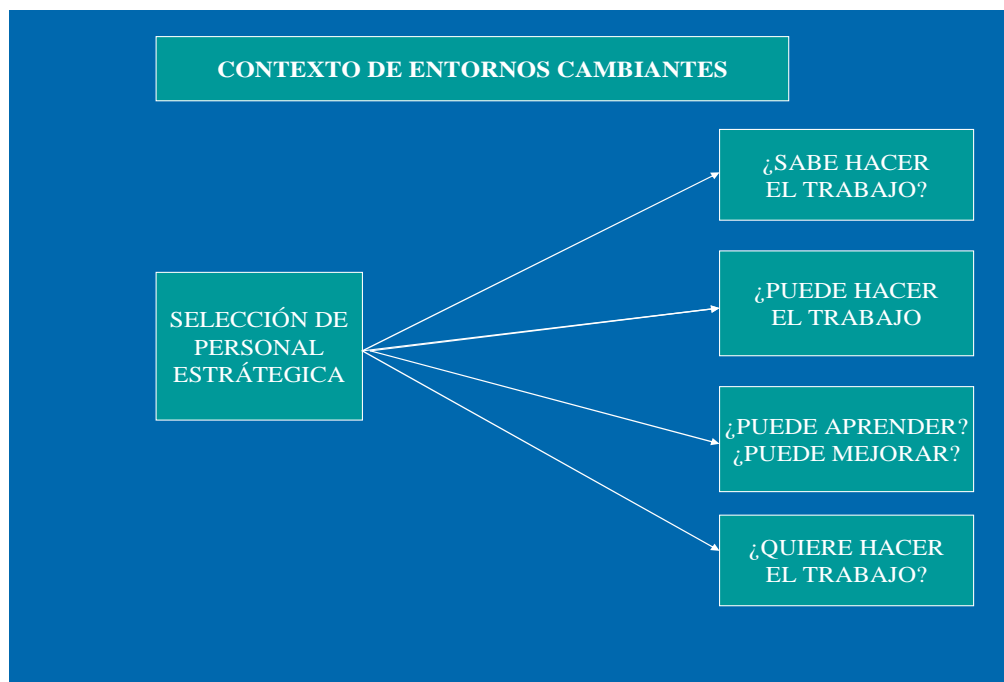 CONTEXTO DE ENTORNOS CAMBIANTES
¿SABE HACER
EL TRABAJO?
¿PUEDE HACER
EL TRABAJO
SELECCIÓN DE
PERSONAL
ESTRÁTEGICA
¿PUEDE APRENDER?
¿PUEDE MEJORAR?
¿QUIERE HACER
EL TRABAJO?